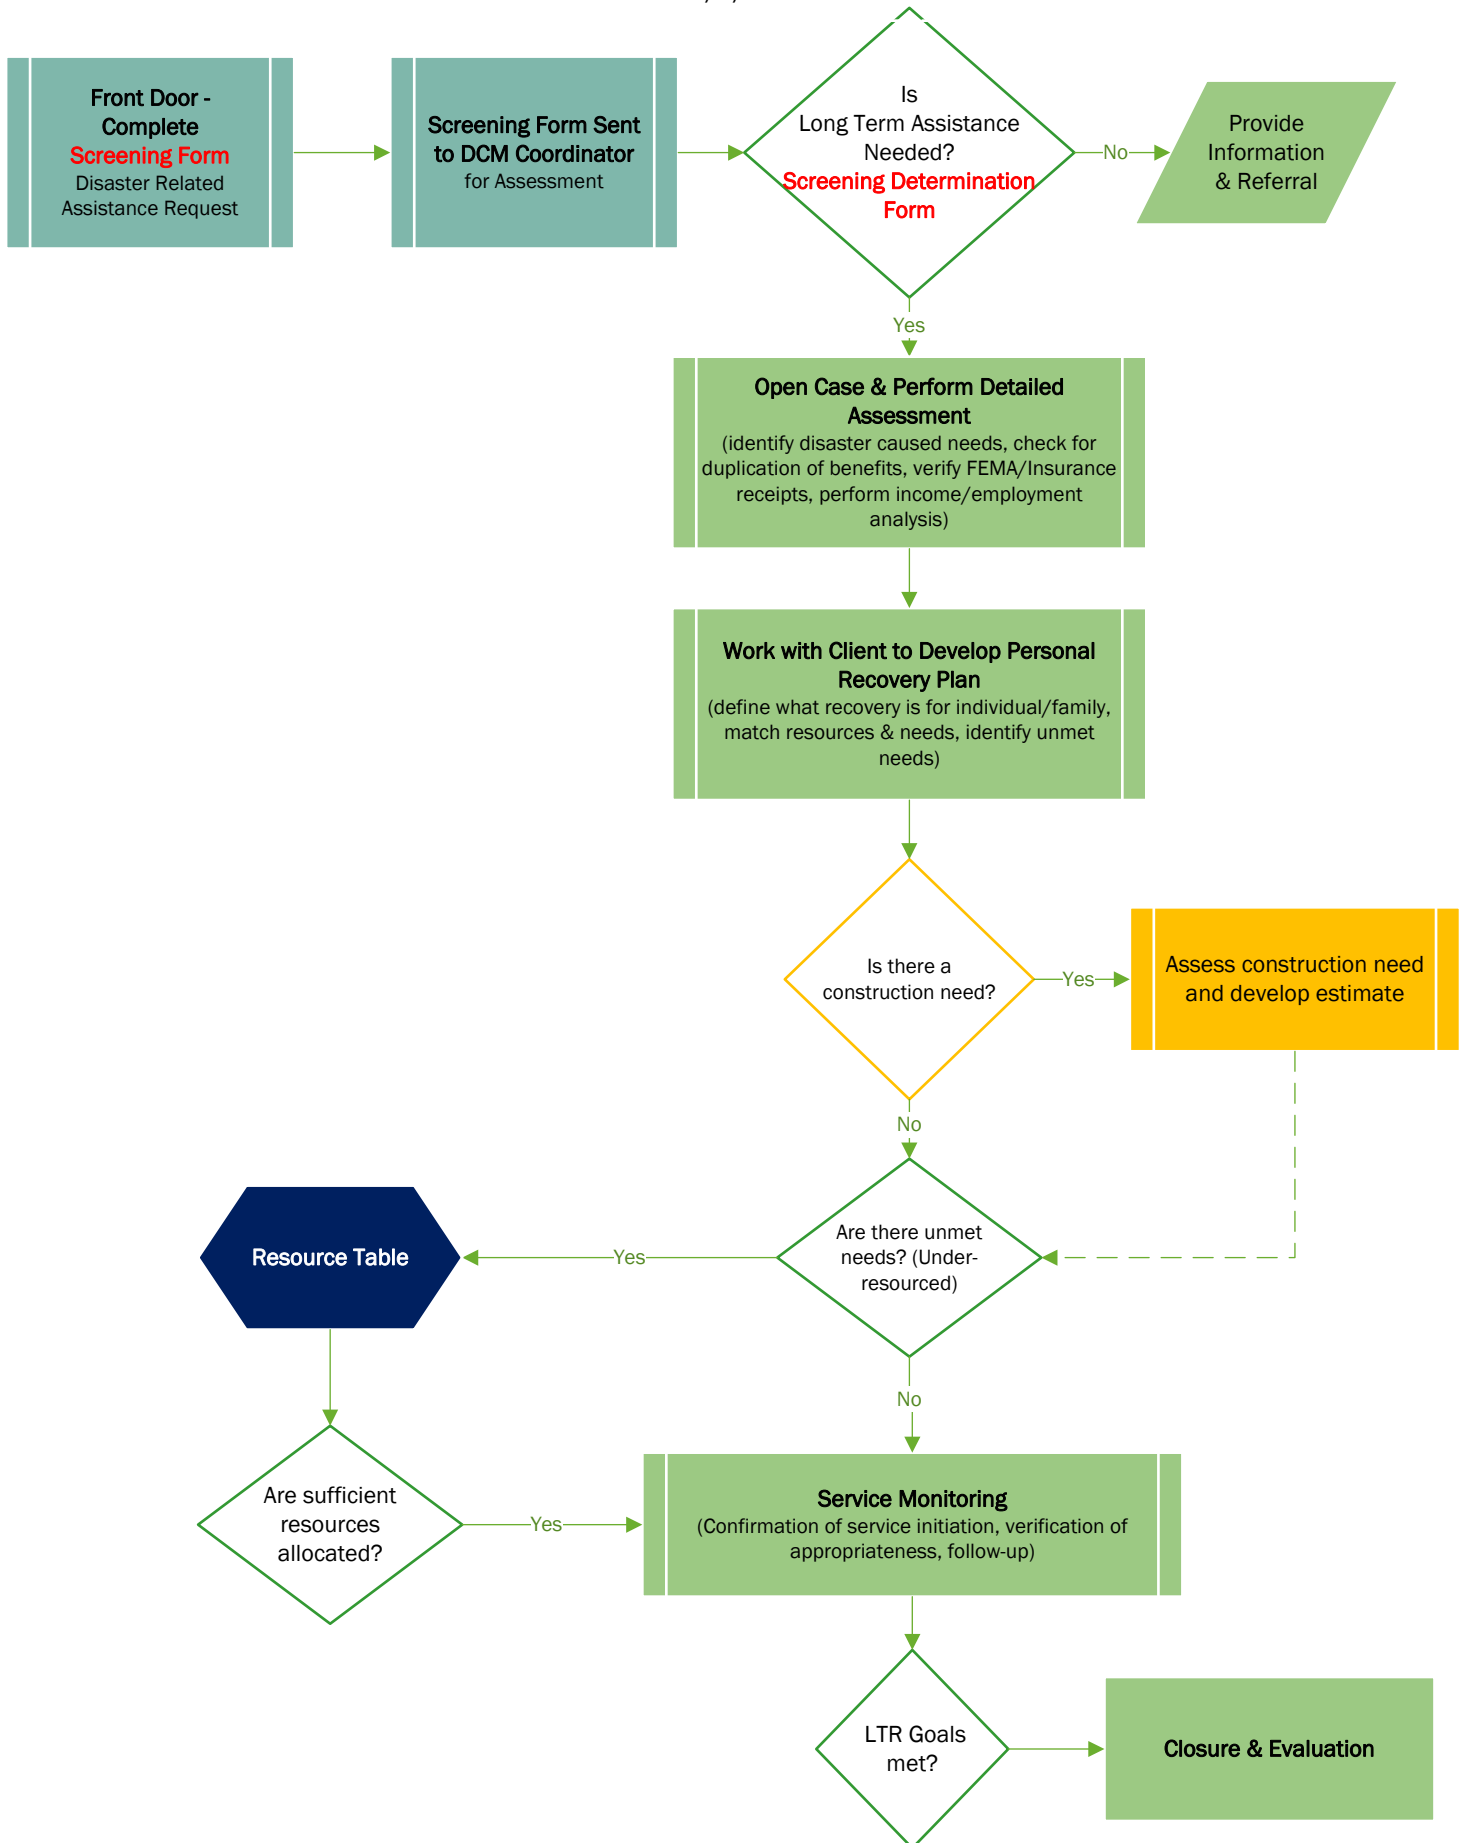 Front Door -
Complete
Screening Form
Disaster Related
Assistance Request
Screening Form Sent
to DCM Coordinator
for Assessment
Is
Long Term Assistance
Needed?
Screening Determination
Form
No
Provide
Information
& Referral
Yes
Open Case & Perform Detailed
Assessment
(identify disaster caused needs, check for
duplication of benefits, verify FEMA/Insurance
receipts, perform income/employment
analysis)
Work with Client to Develop Personal
Recovery Plan
(define what recovery is for individual/family,
match resources & needs, identify unmet
needs)
Is there a
construction need?
Yes
Assess construction need
and develop estimate
No
Are there unmet
needs? (Under-
resourced)
Yes
Resource Table
No
Are sufficient
resources
allocated?
Yes
Service Monitoring
(Confirmation of service initiation, verification of
appropriateness, follow-up)
LTR Goals
met?
Closure & Evaluation